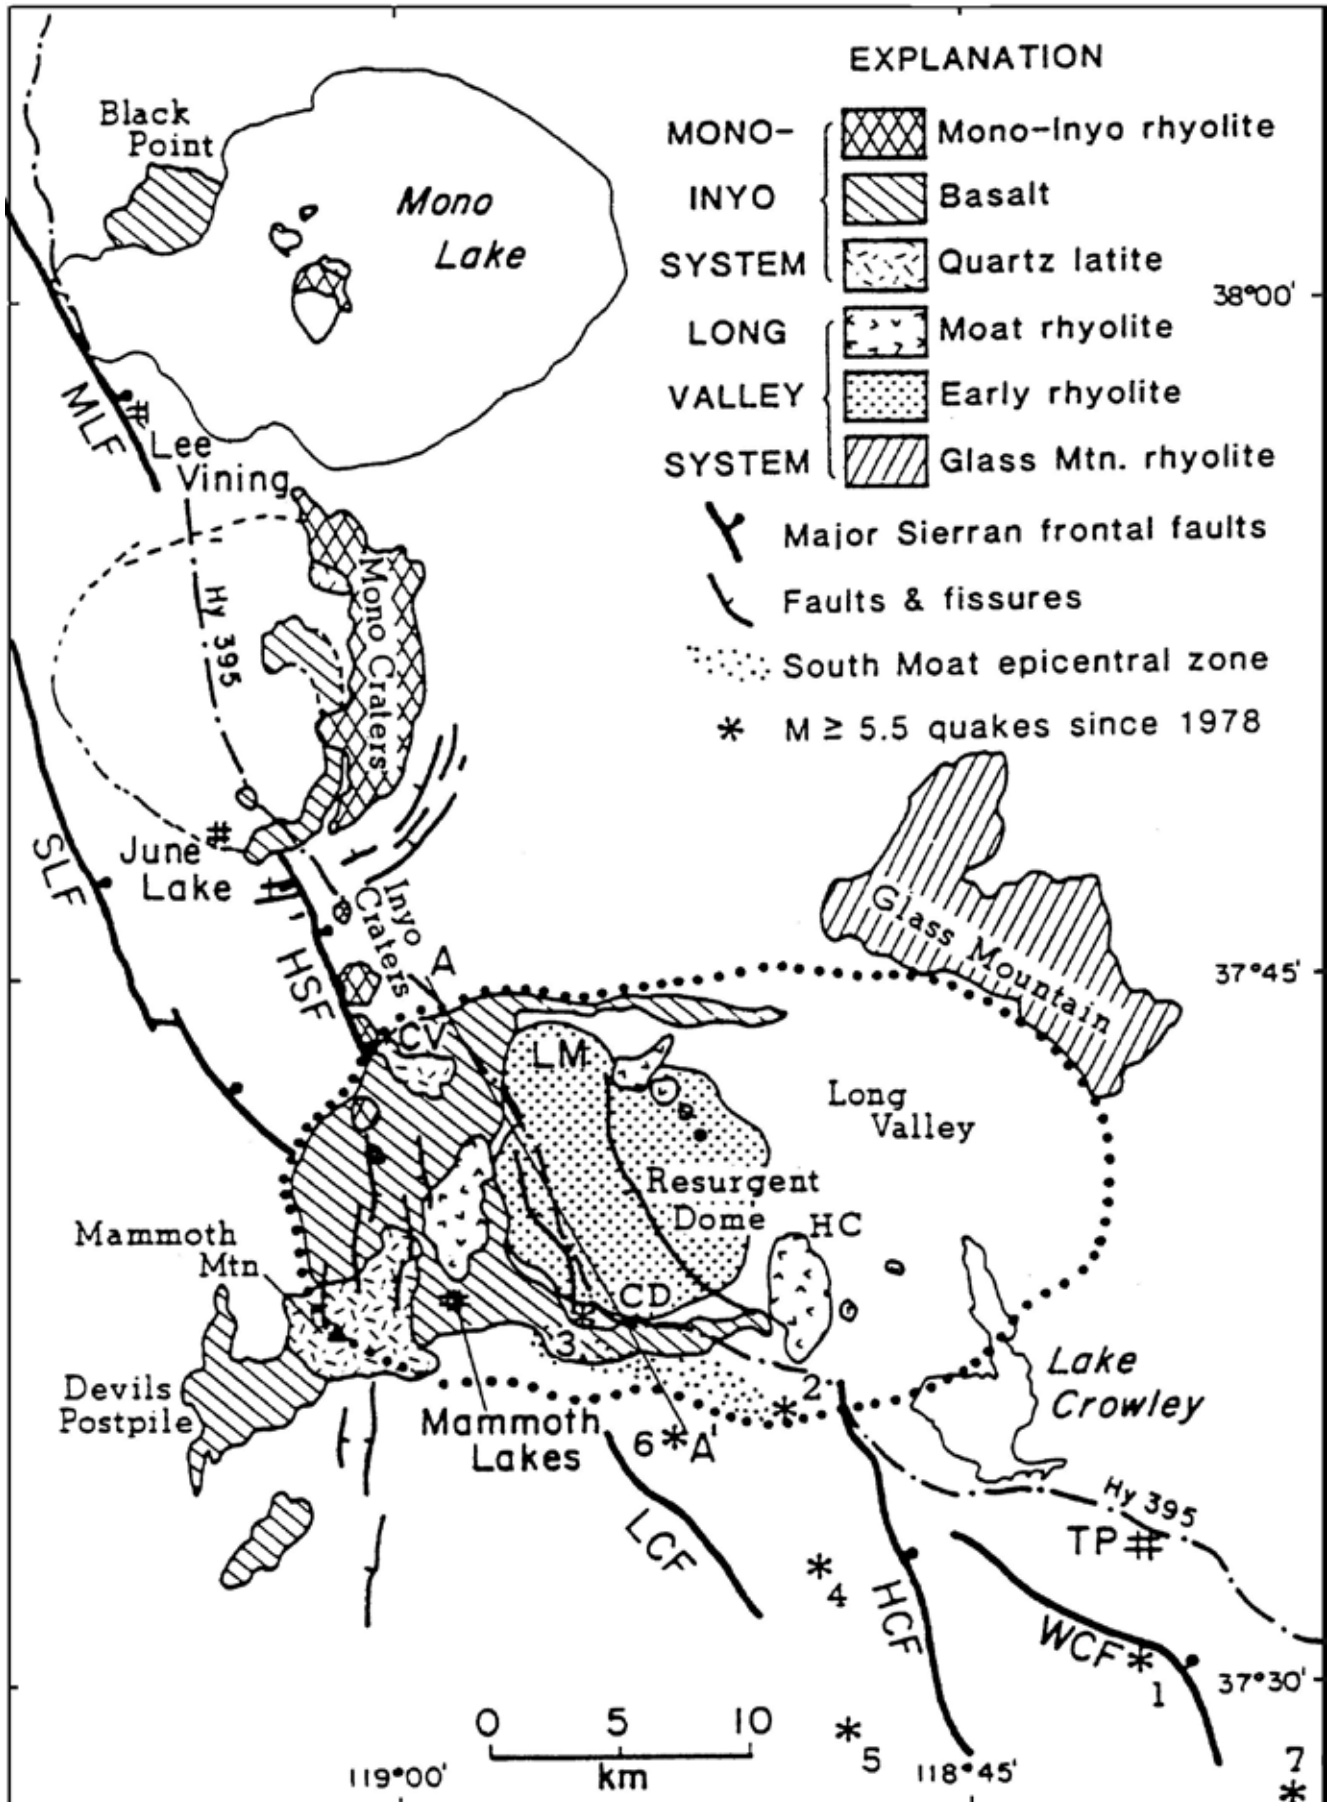 EXPLANATION
MONO-
INYO
SYSTEM
Mono-Inyo rhyolite
Basalt
Quartz latite
LONG
VALLEY
SYSTEM
Moat rhyolite
Early rhyolite
Glass Mtn. rhyolite
Major Sierran frontal faults
Faults & fissures
South Moat epicentral zone
* M ≥ 5.5 quakes since 1978
Black
Point
Mono
Lake
38°00'
MLF
Lee
Vining
Hy 395
Mono Craters
SLF
June
Lake
HSF
Inyo
Craters
A
Glass Mountain
37°45'
CV
LM
Long
Valley
Resurgent
Dome
HC
Mammoth
Mtn
CD
3
2
Devils
Postpile
Mammoth
Lakes
6 * A'
Lake
Crowley
Hy 395
TP
LCF
* 4
HCF
WCF *
1
37°30'
0 5 10
km
* 5
7
*
119°00'
118°45'